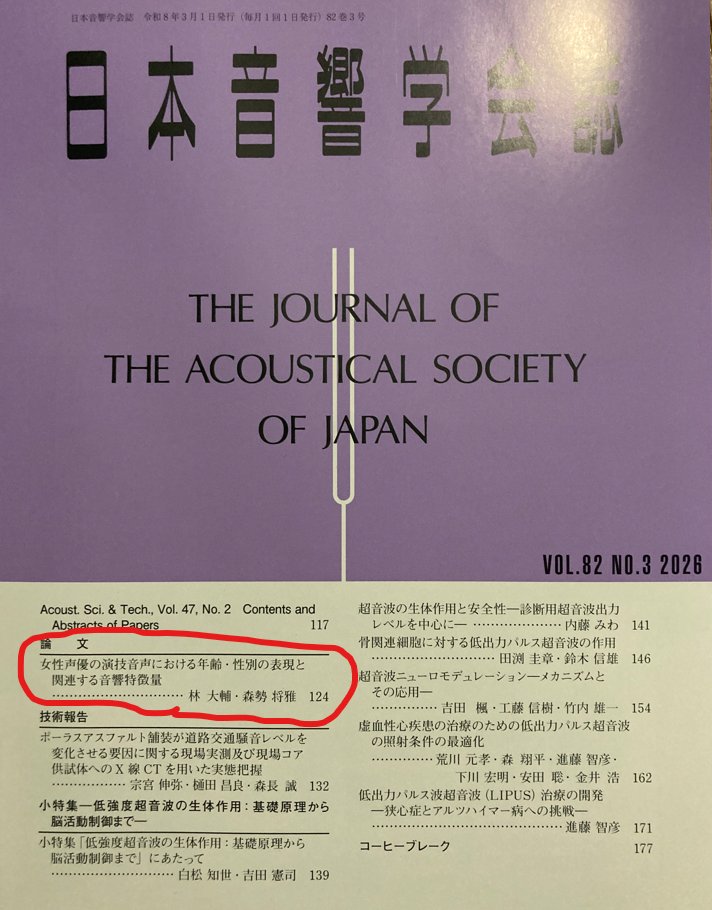 日本音響学会誌 令和8年3月1日発行（毎月1回1日発行）82巻3号
日本音響学会誌
THE JOURNAL OF
THE ACOUSTICAL SOCIETY
OF JAPAN
VOL.82 NO.3 2026
Acoust. Sci. & Tech., Vol. 47, No. 2 Contents and
Abstracts of Papers 117
論 文
女性声優の演技音声における年齢・性別の表現と
関連する音響特徴量
………………………… 林 大輔・森勢 将雅 124
技術報告
ポーラスアスファルト舗装が道路交通騒音レベルを
変化させる要因に関する現場実測及び現場コア
供試体へのX線CTを用いた実態把握
……………… 宗宮 伸弥・樋田 昌良・森長 誠 132
小特集―低強度超音波の生体作用：基礎原理から
脳活動制御まで―
小特集「低強度超音波の生体作用：基礎原理から
脳活動制御まで」にあたって
………………………… 白松 知世・吉田 憲司 139
超音波の生体作用と安全性―診断用超音波出力
レベルを中心に― ………………… 内藤 みわ 141
骨関連細胞に対する低出力パルス超音波の作用
………………………… 田渕 圭章・鈴木 信雄 146
超音波ニューロモデュレーション―メカニズムと
その応用―
………… 吉田 楓・工藤 信樹・竹内 雄一 154
虚血性心疾患の治療のための低出力パルス超音波
の照射条件の最適化
………… 荒川 元孝・森 翔平・進藤 智彦・
下川 宏明・安田 聡・金井 浩 162
低出力パルス波超音波（LIPUS）治療の開発
―狭心症とアルツハイマー病への挑戦―
……………………………………… 進藤 智彦 171
コーヒーブレーク 177